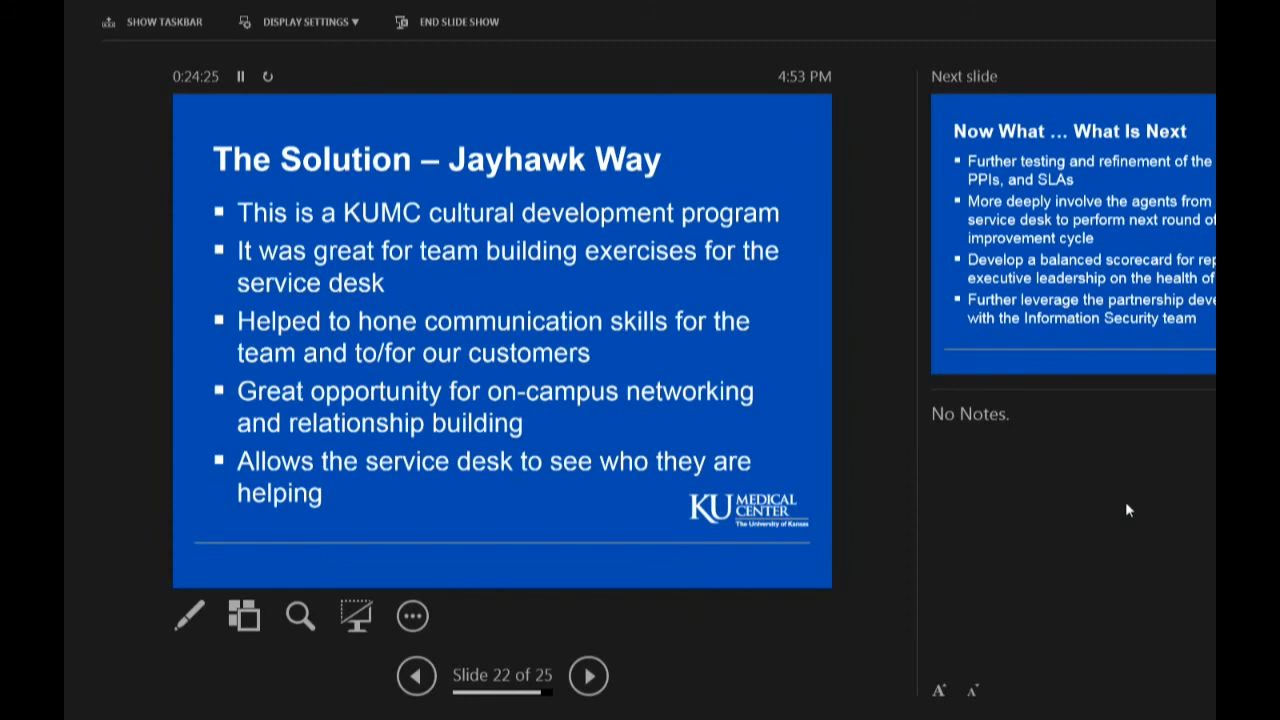 SHOW TASKBAR
DISPLAY SETTINGS ▾
END SLIDE SHOW
0:24:25
4:53 PM
The Solution – Jayhawk Way
▪ This is a KUMC cultural development program
▪ It was great for team building exercises for the
service desk
▪ Helped to hone communication skills for the
team and to/for our customers
▪ Great opportunity for on-campus networking
and relationship building
▪ Allows the service desk to see who they are
helping
KU MEDICAL
CENTER
The University of Kansas
Slide 22 of 25
Next slide
Now What ... What Is Next
▪ Further testing and refinement of the
PPIs, and SLAs
▪ More deeply involve the agents from
service desk to perform next round of
improvement cycle
▪ Develop a balanced scorecard for
executive leadership on the health of
▪ Further leverage the partnership
with the Information Security team
No Notes.
A A